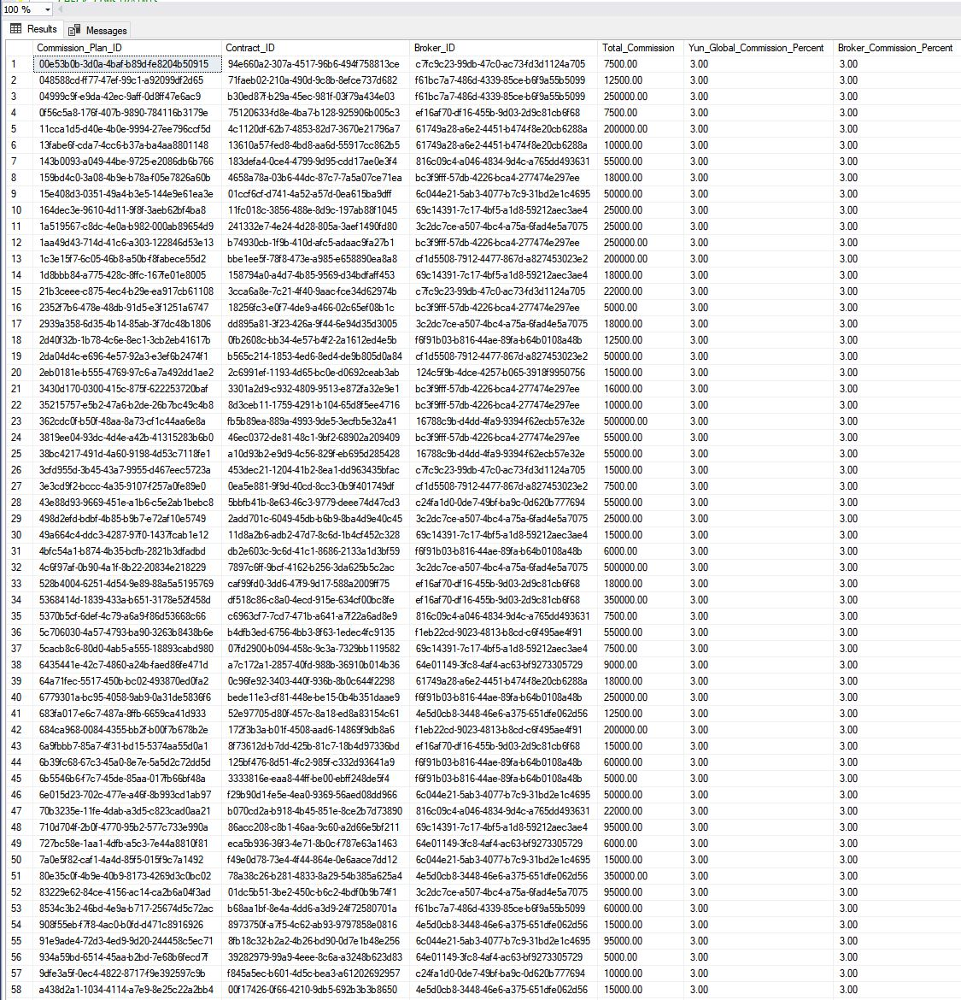 100 %
Results Messages
Commission_Plan_ID Contract_ID Broker_ID Total_Commission Yun_Global_Commission_Percent Broker_Commission_Percent
1 00e53b0b-3d0a-4baf-b89d-fe8204b50915 94e660a2-307a-4517-96b6-494f758813ce c7fc9c23-99db-47c0-ac73-fd3d1124a705 7500.00 3.00 3.00
2 048588cd-ff77-47ef-99c1-a92099df2d65 71faeb02-210a-490d-9c8b-8efce737d682 f61bc7a7-486d-4339-85ce-b6f9a55b5099 12500.00 3.00 3.00
3 04999c9f-e9da-42ec-9aff-0d8ff47e6ac9 b30ed87f-b29a-45ec-981f-03f79a434e03 f61bc7a7-486d-4339-85ce-b6f9a55b5099 250000.00 3.00 3.00
4 0f56c5a8-176f-407b-9890-784116b3179e 75120633-fd8e-4ba7-b128-925906b005c3 ef16af70-df16-455b-9d03-2d9c81cb6f68 7500.00 3.00 3.00
5 11cca1d5-d40e-4b0e-9994-27ee796ccf5d 4c1120df-62b7-4853-82d7-3670e21796a7 61749a28-a6e2-4451-b474-f8e20cb6288a 200000.00 3.00 3.00
6 13fabe6f-cda7-4cc6-b37a-ba4aa8801148 13610a57-fed8-4bd8-aa6d-55917cc862b5 61749a28-a6e2-4451-b474-f8e20cb6288a 10000.00 3.00 3.00
7 143b0093-a049-44be-9725-e2086db6b766 183defa4-0ce4-4799-9d95-cdd17ae0e3f4 816c09c4-a046-4834-9d4c-a765dd493631 55000.00 3.00 3.00
8 159bd4c0-3a08-4b9e-b78a-f05e7826a60b 4658a78a-03b6-44dc-87c7-7a5a07ce71ea bc3f9fff-57db-4226-bca4-277474e297ee 18000.00 3.00 3.00
9 15e408d3-0351-49a4-b3e5-144e9e61ea3e 01ccf6cf-d741-4a52-a57d-0ea615ba9dff 6c044e21-5ab3-4077-b7c9-31bd2e1c4695 50000.00 3.00 3.00
10 164dec3e-9610-4d11-9f8f-3aeb62bf4ba8 11fc018c-3856-488e-8d9c-197ab88f1045 69c14391-7c17-4bf5-a1d8-59212aec3ae4 25000.00 3.00 3.00
11 1a519567-c8dc-4e0a-b982-000ab89654d9 241332e7-4e24-4d28-805a-3aef1490fd80 3c2dc7ce-a507-4bc4-a75a-6fad4e5a7075 25000.00 3.00 3.00
12 1aa49d43-714d-41c6-a303-122846d53e13 b74930cb-1f9b-410d-afc5-adaac9fa27b1 bc3f9fff-57db-4226-bca4-277474e297ee 250000.00 3.00 3.00
13 1c3e15f7-6c05-46b8-a50b-f8fabece55d2 bbe1ee5f-78f8-473e-a985-e658890ea8a8 cf1d5508-7912-4477-867d-a827453023e2 200000.00 3.00 3.00
14 1d8bbb84-a775-428c-8ffc-167fe01e8005 158794a0-a4d7-4b85-9569-d34bdfaff453 69c14391-7c17-4bf5-a1d8-59212aec3ae4 18000.00 3.00 3.00
15 21b3ceee-c875-4ec4-b29e-ea917cb61108 3cca6a8e-7c21-4f40-9aac-fce34d62974b c7fc9c23-99db-47c0-ac73-fd3d1124a705 22000.00 3.00 3.00
16 2352f7b6-478e-48db-91d5-e3f1251a6747 18256fc3-e0f7-4de9-a466-02c65ef08b1c bc3f9fff-57db-4226-bca4-277474e297ee 5000.00 3.00 3.00
17 2939a358-6d35-4b14-85ab-3f7dc48b1806 dd895a81-3f23-426a-9f44-6e94d35d3005 3c2dc7ce-a507-4bc4-a75a-6fad4e5a7075 18000.00 3.00 3.00
18 2d40f32b-1b78-4c6e-8ec1-3cb2eb41617b 0fb2608c-bb34-4e57-b4f2-2a1612ed4e5b f6f91b03-b816-44ae-89fa-b64b0108a48b 12500.00 3.00 3.00
19 2da04d4c-e696-4e57-92a3-e3ef6b2474f1 b565c214-1853-4ed6-8ed4-de9b805d0a84 cf1d5508-7912-4477-867d-a827453023e2 50000.00 3.00 3.00
20 2eb0181e-b555-4769-97c6-a7a492dd1ae2 2c6991ef-1193-4d65-bc0e-d0692ceab3ab 124c5f9b-4dce-4257-b065-3918f9950756 15000.00 3.00 3.00
21 3430d170-0300-415c-875f-622253720baf 3301a2d9-c932-4809-9513-e872fa32e9e1 bc3f9fff-57db-4226-bca4-277474e297ee 16000.00 3.00 3.00
22 35215757-e5b2-47a6-b2de-26b7bc49c4b8 8d3ceb11-1759-4291-b104-65d8f5ee4716 bc3f9fff-57db-4226-bca4-277474e297ee 10000.00 3.00 3.00
23 362cdc0f-b50f-48aa-8a73-cf1c44aa6e8a fb5b89ea-889a-4993-9de5-3ecfb5e32a41 16788c9b-d4dd-4fa9-9394-f62ecb57e32e 500000.00 3.00 3.00
24 3819ee04-93dc-4d4e-a42b-41315283b6b0 46ec0372-de81-48c1-9bf2-68902a209409 bc3f9fff-57db-4226-bca4-277474e297ee 55000.00 3.00 3.00
25 38bc4217-491d-4a60-9198-4d53c7118fe1 a10d93b2-e9d9-4c56-829f-eb695d285428 16788c9b-d4dd-4fa9-9394-f62ecb57e32e 55000.00 3.00 3.00
26 3cfd955d-3b45-43a7-9955-d467eec5723a 453dec21-1204-41b2-8ea1-dd963435bfac c7fc9c23-99db-47c0-ac73-fd3d1124a705 15000.00 3.00 3.00
27 3e3cd9f2-bccc-4a35-9107-f257a0fe89e0 0ea5e881-9f9d-40cd-8cc3-0b9f401749df cf1d5508-7912-4477-867d-a827453023e2 7500.00 3.00 3.00
28 43e88d93-9669-451e-a1b6-c5e2ab1bebc8 5bbfb41b-8e63-46c3-9779-deee74d47cd3 c24fa1d0-0de7-49bf-ba9c-0d620b777694 55000.00 3.00 3.00
29 498d2efd-bdbf-4b85-b9b7-e72af10e5749 2add701c-6049-45db-b6b9-8ba4d9e40c45 3c2dc7ce-a507-4bc4-a75a-6fad4e5a7075 25000.00 3.00 3.00
30 49a664c4-ddc3-4287-97f0-1437fcab1e12 11d8a2b6-adb2-47d7-8c6d-1b4cf452c328 69c14391-7c17-4bf5-a1d8-59212aec3ae4 15000.00 3.00 3.00
31 4bfc54a1-b874-4b35-bcfb-2821b3dfadbd db2e603c-9c6d-41c1-8686-2133a1d3bf59 f6f91b03-b816-44ae-89fa-b64b0108a48b 6000.00 3.00 3.00
32 4c6f97af-0b90-4a1f-8b22-20834e218229 7897c6ff-9bcf-4162-b256-3da625b5c2ac 3c2dc7ce-a507-4bc4-a75a-6fad4e5a7075 500000.00 3.00 3.00
33 528b4004-6251-4d54-9e89-88a5a5195769 caf99fd0-3dd6-47f9-9d17-588a2009ff75 ef16af70-df16-455b-9d03-2d9c81cb6f68 18000.00 3.00 3.00
34 5368414d-1839-433a-b651-3178e52f458d df518c86-c8a0-4ecd-915e-634cf00bc8fe ef16af70-df16-455b-9d03-2d9c81cb6f68 350000.00 3.00 3.00
35 5370b5cf-6def-4c79-a6a9-f86d53668c66 c6963cf7-7cd7-471b-a641-a7f22a6ad8e9 816c09c4-a046-4834-9d4c-a765dd493631 7500.00 3.00 3.00
36 5c706030-4a57-4793-ba90-3263b8438b6e b4dfb3ed-6756-4bb3-8f63-1edec4fc9135 f1eb22cd-9023-4813-b8cd-c6f495ae4f91 55000.00 3.00 3.00
37 5cacb8c6-80d0-4ab5-a555-18893cabd980 07fd2900-b094-458c-9c3a-7329bb119582 69c14391-7c17-4bf5-a1d8-59212aec3ae4 7500.00 3.00 3.00
38 6435441e-42c7-4860-a24b-faed86fe471d a7c172a1-2857-40fd-988b-36910b014b36 64e01149-3fc8-4af4-ac63-bf9273305729 9000.00 3.00 3.00
39 64a71fec-5517-450b-bc02-493870ed0fa2 0c96fe92-3403-440f-936b-8b0c644f2298 61749a28-a6e2-4451-b474-f8e20cb6288a 18000.00 3.00 3.00
40 6779301a-bc95-4058-9ab9-0a31de5836f6 bede11e3-cf81-448e-be15-0b4b351daae9 f6f91b03-b816-44ae-89fa-b64b0108a48b 250000.00 3.00 3.00
41 683fa017-e6c7-487a-8ffb-6659ca41d933 52e97705-d80f-457c-8a18-ed8a83154c61 4e5d0cb8-3448-46e6-a375-651dfe062d56 12500.00 3.00 3.00
42 684ca968-0084-4355-bb2f-b00f7b678b2e 172f3b3a-b01f-4508-aad6-14869f9db8a6 f1eb22cd-9023-4813-b8cd-c6f495ae4f91 200000.00 3.00 3.00
43 6a9fbbb7-85a7-4f31-bd15-5374aa55d0a1 8f73612d-b7dd-425b-81c7-18b4d97336bd ef16af70-df16-455b-9d03-2d9c81cb6f68 15000.00 3.00 3.00
44 6b39fc68-67c3-45a0-8e7e-5a5d2c72dd5d 125bf476-8d51-4fc2-985f-c332d93641a9 f6f91b03-b816-44ae-89fa-b64b0108a48b 60000.00 3.00 3.00
45 6b5546b6-f7c7-45de-85aa-017fb66bf48a 3333816e-eaa8-44ff-be00-ebff248de5f4 f6f91b03-b816-44ae-89fa-b64b0108a48b 5000.00 3.00 3.00
46 6e015d23-702c-477e-a46f-8b993cd1ab97 f29b90d1-fe5e-4ea0-9369-56aed08dd966 6c044e21-5ab3-4077-b7c9-31bd2e1c4695 50000.00 3.00 3.00
47 70b3235e-11fe-4dab-a3d5-c823cad0aa21 b070cd2a-b918-4b45-851e-8ce2b7d73890 816c09c4-a046-4834-9d4c-a765dd493631 22000.00 3.00 3.00
48 710d704f-2b0f-4770-95b2-577c733e990a 86acc208-c8b1-46aa-9c60-a2d66e5bf211 69c14391-7c17-4bf5-a1d8-59212aec3ae4 95000.00 3.00 3.00
49 727bc58e-1aa1-4dfb-a5c3-7e44a8810f81 eca5b936-36f3-4e71-8b0c-f787e63a1463 64e01149-3fc8-4af4-ac63-bf9273305729 6000.00 3.00 3.00
50 7a0e5f82-caf1-4a4d-85f5-015f9c7a1492 f49e0d78-73e4-4f44-864e-0e6aace7dd12 6c044e21-5ab3-4077-b7c9-31bd2e1c4695 15000.00 3.00 3.00
51 80e35c0f-4b9e-40b9-8173-4269d3c0bc02 78a38c26-b281-4833-8a29-54b385a625a4 4e5d0cb8-3448-46e6-a375-651dfe062d56 350000.00 3.00 3.00
52 83229e62-84ce-4156-ac14-ca2b6a04f3ad 01dc5b51-3be2-450c-b6c2-4bdf0b9b74f1 3c2dc7ce-a507-4bc4-a75a-6fad4e5a7075 95000.00 3.00 3.00
53 8534c3b2-46bd-4e9a-b717-25674d5c72ac b68aa1bf-8e4a-4dd6-a3d9-24f72580701a f61bc7a7-486d-4339-85ce-b6f9a55b5099 60000.00 3.00 3.00
54 908f55eb-f7f8-4ac0-b0fd-d471c8916926 8973750f-a7f5-4c62-ab93-9797858e0816 4e5d0cb8-3448-46e6-a375-651dfe062d56 15000.00 3.00 3.00
55 91e9ade4-72d3-4ed9-9d20-244458c5ec71 8fb18c32-b2a2-4b26-bd90-0d7e1b48e256 6c044e21-5ab3-4077-b7c9-31bd2e1c4695 95000.00 3.00 3.00
56 934a59bd-6514-45aa-b2bd-7e68b6fecd7f 39282979-99a9-4eee-8c6a-a3248b623d83 64e01149-3fc8-4af4-ac63-bf9273305729 5000.00 3.00 3.00
57 9dfe3a5f-0ec4-4822-8717-f9e392597c9b f845a5ec-b601-4d5c-bea3-a61202692957 c24fa1d0-0de7-49bf-ba9c-0d620b777694 10000.00 3.00 3.00
58 a438d2a1-1034-4114-a7e9-8e25c22a2bb4 00f17426-0f66-4210-9db5-692b3b3b8650 4e5d0cb8-3448-46e6-a375-651dfe062d56 15000.00 3.00 3.00